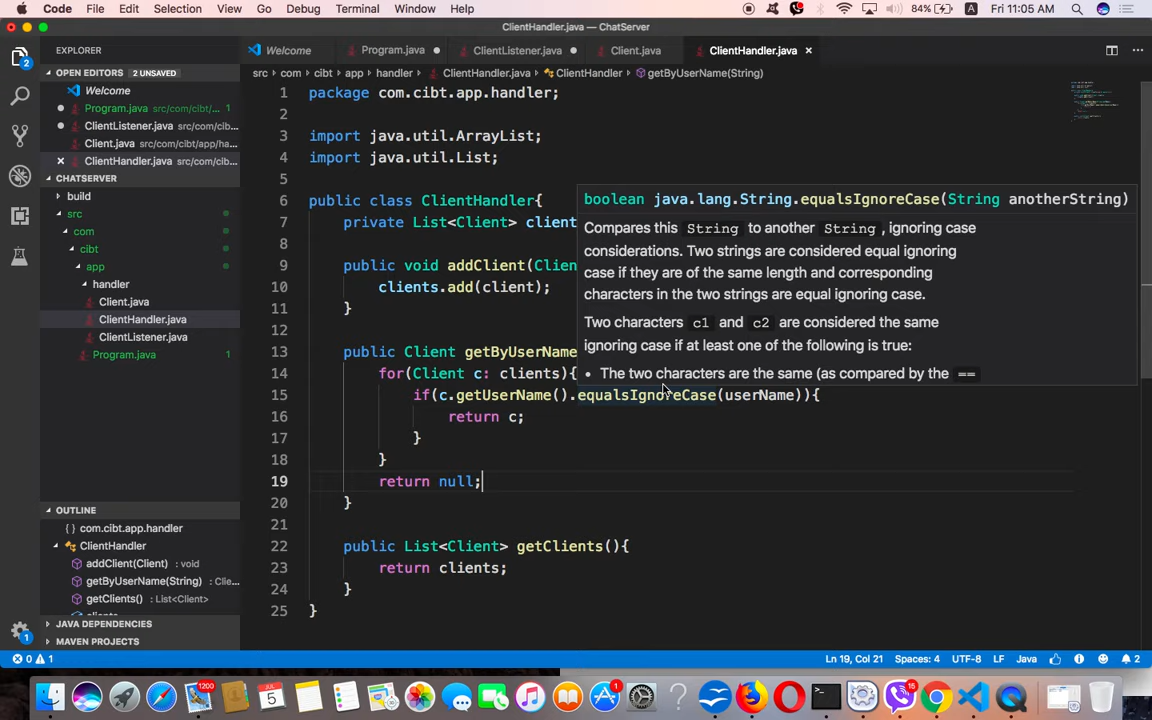 Code File Edit Selection View Go Debug Terminal Window Help 84% Fri 11:05 AM
ClientHandler.java — ChatServer
EXPLORER
Welcome Program.java ClientListener.java Client.java ClientHandler.java
src › com › cibt › app › handler › ClientHandler.java › ClientHandler › getByUserName(String)
OPEN EDITORS 2 UNSAVED
Welcome
Program.java src/com/cibt/... 1
ClientListener.java src/com/cib...
Client.java src/com/cibt/app/ha...
ClientHandler.java src/com/cib...
CHATSERVER
build
src
com
cibt
app
handler
Client.java
ClientHandler.java
ClientListener.java
Program.java 1
OUTLINE
{} com.cibt.app.handler
ClientHandler
addClient(Client) : void
getByUserName(String) : Clie...
getClients() : List<Client>
clients
JAVA DEPENDENCIES
MAVEN PROJECTS
1 package com.cibt.app.handler;
2
3 import java.util.ArrayList;
4 import java.util.List;
5
6 public class ClientHandler{
7 private List<Client> client
8
9 public void addClient(Clien
10 clients.add(client);
11 }
12
13 public Client getByUserName
14 for(Client c: clients){
15 if(c.getUserName().equalsIgnoreCase(userName)){
16 return c;
17 }
18 }
19 return null;
20 }
21
22 public List<Client> getClients(){
23 return clients;
24 }
25 }
boolean java.lang.String.equalsIgnoreCase(String anotherString)
Compares this String to another String, ignoring case
considerations. Two strings are considered equal ignoring
case if they are of the same length and corresponding
characters in the two strings are equal ignoring case.
Two characters c1 and c2 are considered the same
ignoring case if at least one of the following is true:
• The two characters are the same (as compared by the ==
0 1 Ln 19, Col 21 Spaces: 4 UTF-8 LF Java 2